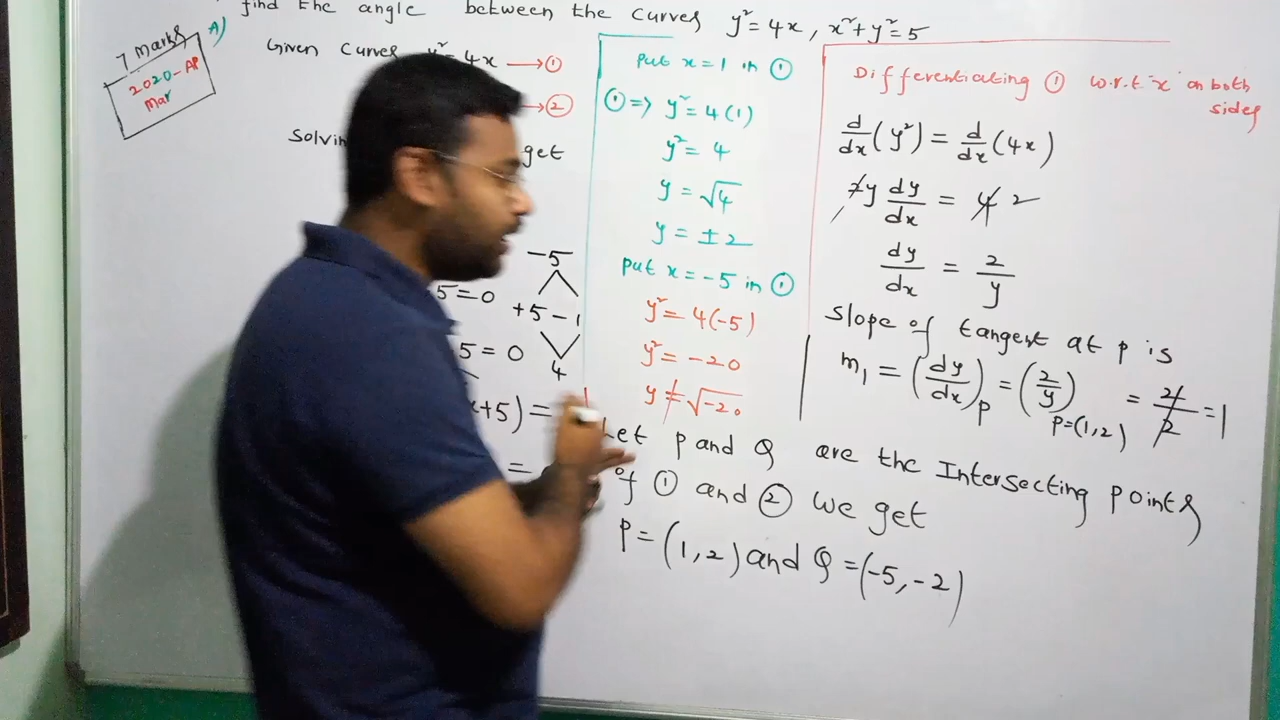 find the angle between the curves y² = 4x, x² + y² = 5
7 marks
2020-AP
Mar
A)
Given curves y² = 4x → ①
→ ②
Solving get
-5
5 = 0
+5 -1
5 = 0
4
x+5) =
=
put x = 1 in ①
① ⇒ y² = 4(1)
y² = 4
y = √4
y = ±2
put x = -5 in ①
y² = 4(-5)
y² = -20
y ≠ √-20
Differentiating ① w.r.t 'x' on both
sides
d/dx (y²) = d/dx (4x)
2y dy/dx = 4 2
dy/dx = 2/y
Slope of tangent at p is
m₁ = (dy/dx)p = (2/y) p=(1,2) = 2/2 = 1
Let p and Q are the Intersecting points
of ① and ② we get
P = (1,2) and Q = (-5,-2)